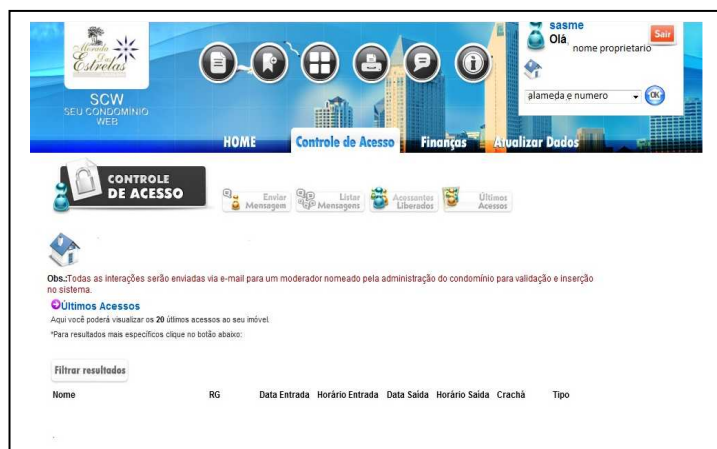 Morada
Das
Estrelas
SCW
SEU CONDOMÍNIO
WEB
sasme
Olá,
nome proprietario
Sair
alameda e numero
OK
HOME
Controle de Acesso
Finanças
Atualizar Dados
CONTROLE
DE ACESSO
Enviar
Mensagem
Listar
Mensagens
Acessantes
Liberados
Últimos
Acessos
Obs.:Todas as interações serão enviadas via e-mail para um moderador nomeado pela administração do condomínio para validação e inserção
no sistema.
Últimos Acessos
Aqui você poderá visualizar os 20 útlimos acessos ao seu imóvel.
*Para resultados mais específicos clique no botão abaixo:
Filtrar resultados
Nome RG Data Entrada Horário Entrada Data Saída Horário Saída Crachá Tipo